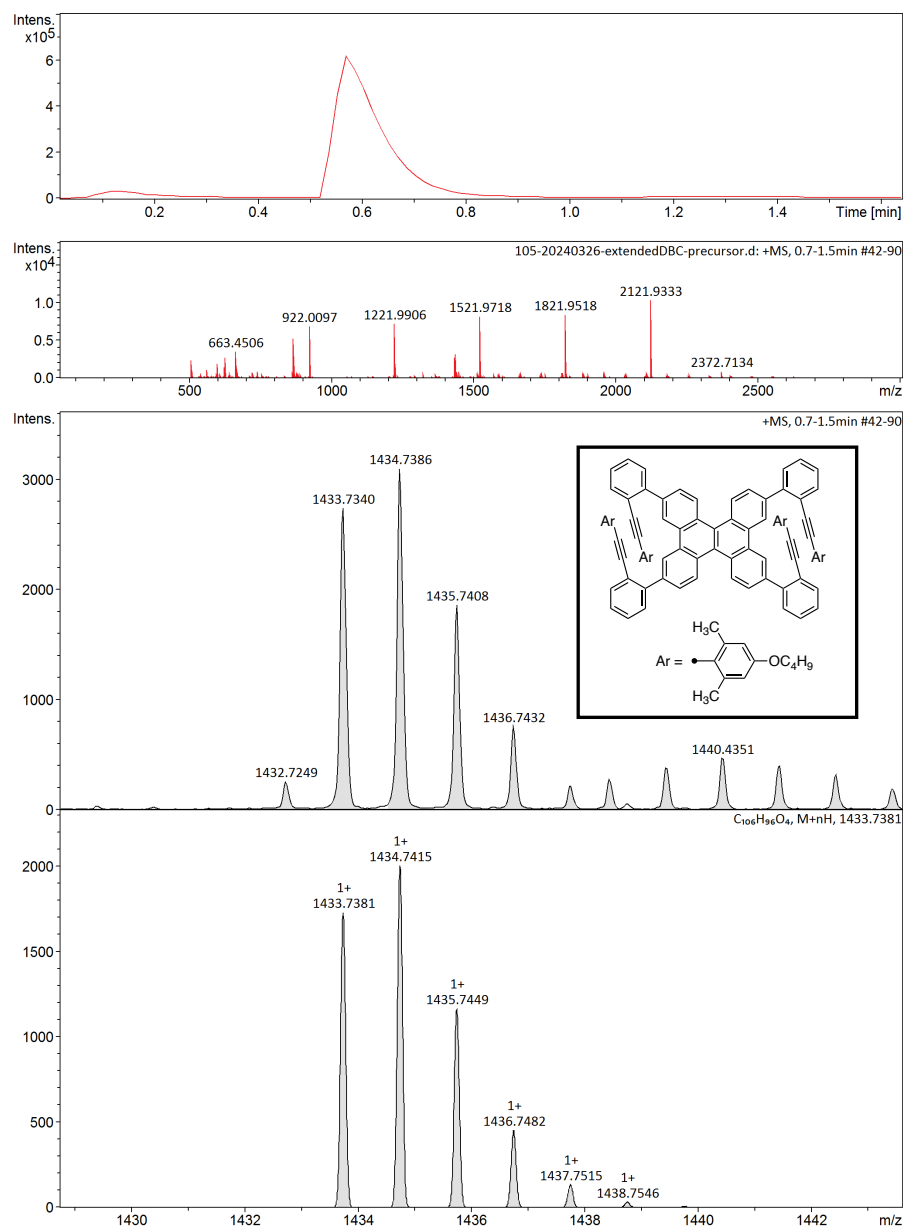 Intens.
x10⁵
6
4
2
0
0.2 0.4 0.6 0.8 1.0 1.2 1.4 Time [min]
Intens.
x10⁴
105-20240326-extendedDBC-precursor.d: +MS, 0.7-1.5min #42-90
1.0
0.5
0.0
663.4506
922.0097
1221.9906
1521.9718
1821.9518
2121.9333
2372.7134
500 1000 1500 2000 2500 m/z
Intens.
+MS, 0.7-1.5min #42-90
3000
2000
1000
0
1432.7249
1433.7340
1434.7386
1435.7408
1436.7432
1440.4351
Ar
Ar
Ar
Ar
H₃C
Ar =
OC₄H₉
CH₃
C₁₀₆H₉₆O₄, M+nH, 1433.7381
2000
1500
1000
500
0
1+
1433.7381
1+
1434.7415
1+
1435.7449
1+
1436.7482
1+
1437.7515
1+
1438.7546
1430 1432 1434 1436 1438 1440 1442 m/z